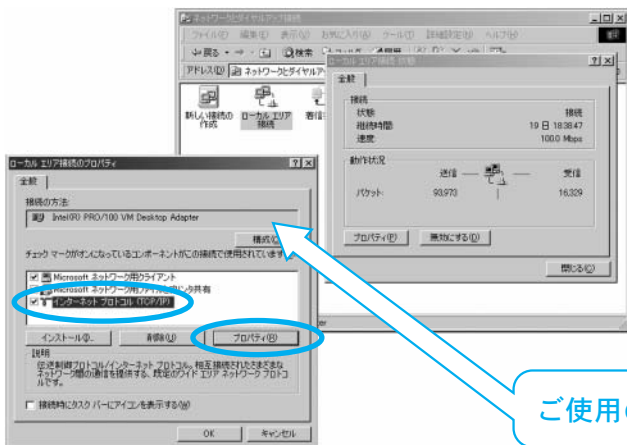 ネットワークとダイヤルアップ接続
ファイル(F) 編集(E) 表示(V) お気に入り(A) ツール(T) 詳細設定(N) ヘルプ(H)
戻る 検索
アドレス(D) ネットワークとダイヤルア
新しい接続の
作成
ローカル エリア
接続
ローカル エリア接続 状態
全般
接続
状態 接続
継続時間 19 日 18:38:47
速度 100.0 Mbps
動作状況
送信 受信
パケット 93,973 16,329
プロパティ(P) 無効にする(D)
閉じる(C)
ローカル エリア接続のプロパティ
全般
接続の方法:
Intel(R) PRO/100 VM Desktop Adapter
構成(C)
チェック マークがオンになっているコンポーネントがこの接続で使用されています
Microsoft ネットワーク用クライアント
Microsoft ネットワーク用ファイルとプリンタ共有
インターネット プロトコル (TCP/IP)
インストール(N)... 削除(U) プロパティ(R)
説明
伝送制御プロトコル/インターネット プロトコル。相互接続されたさまざまな
ネットワーク間の通信を提供する、既定のワイド エリア ネットワーク プロトコ
ルです。
接続時にタスク バーにアイコンを表示する(W)
OK キャンセル
ご使用の